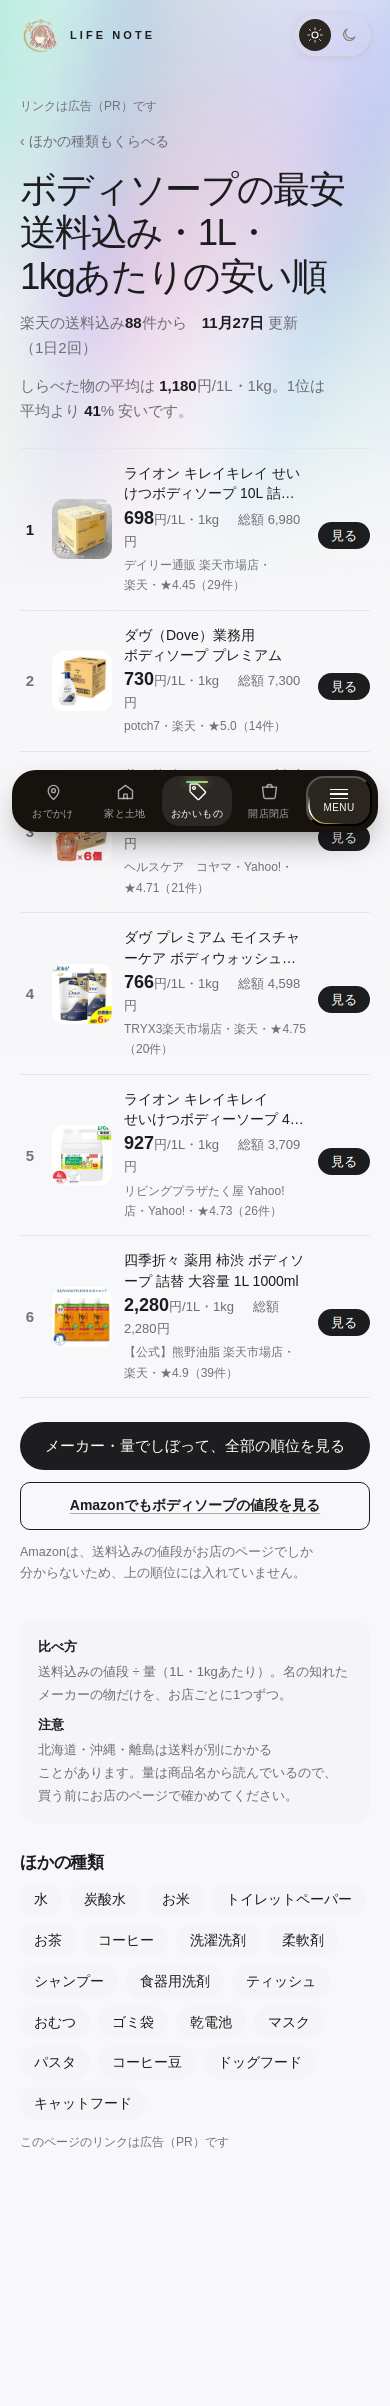 LIFE NOTE
リンクは広告（PR）です
‹ ほかの種類もくらべる
ボディソープの最安
送料込み・1L・
1kgあたりの安い順
楽天の送料込み88件から　11月27日 更新
（1日2回）
しらべた物の平均は 1,180円/1L・1kg。1位は
平均より 41% 安いです。
1
ライオン キレイキレイ せい
けつボディソープ 10L 詰…
698円/1L・1kg　総額 6,980
円
デイリー通販 楽天市場店・
楽天・★4.45（29件）
見る
2
ダヴ（Dove）業務用
ボディソープ プレミアム
730円/1L・1kg　総額 7,300
円
potch7・楽天・★5.0（14件）
見る
おでかけ
家と土地
おかいもの
開店閉店
MENU
3
×6個
円
ヘルスケア　コヤマ・Yahoo!・
★4.71（21件）
見る
4
ダヴ プレミアム モイスチャ
ーケア ボディウォッシュ…
766円/1L・1kg　総額 4,598
円
TRYX3楽天市場店・楽天・★4.75
（20件）
見る
5
ライオン キレイキレイ
せいけつボディーソープ 4…
927円/1L・1kg　総額 3,709
円
リビングプラザたく屋 Yahoo!
店・Yahoo!・★4.73（26件）
見る
6
四季折々 薬用 柿渋 ボディソ
ープ 詰替 大容量 1L 1000ml
2,280円/1L・1kg　総額
2,280円
【公式】熊野油脂 楽天市場店・
楽天・★4.9（39件）
見る
メーカー・量でしぼって、全部の順位を見る
Amazonでもボディソープの値段を見る
Amazonは、送料込みの値段がお店のページでしか
分からないため、上の順位には入れていません。
比べ方
送料込みの値段 ÷ 量（1L・1kgあたり）。名の知れた
メーカーの物だけを、お店ごとに1つずつ。
注意
北海道・沖縄・離島は送料が別にかかる
ことがあります。量は商品名から読んでいるので、
買う前にお店のページで確かめてください。
ほかの種類
水
炭酸水
お米
トイレットペーパー
お茶
コーヒー
洗濯洗剤
柔軟剤
シャンプー
食器用洗剤
ティッシュ
おむつ
ゴミ袋
乾電池
マスク
パスタ
コーヒー豆
ドッグフード
キャットフード
このページのリンクは広告（PR）です